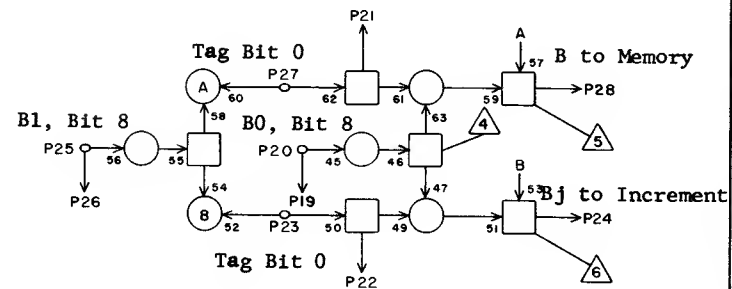 P21
Tag Bit 0
A
57
B to Memory
P27
A
60
62
61
59
P28
58
63
4
5
B1, Bit 8
B0, Bit 8
P25
56
55
P20
45
46
P26
54
P19
47
B
53
Bj to Increment
8
52
P23
50
49
51
P24
Tag Bit 0
P22
6